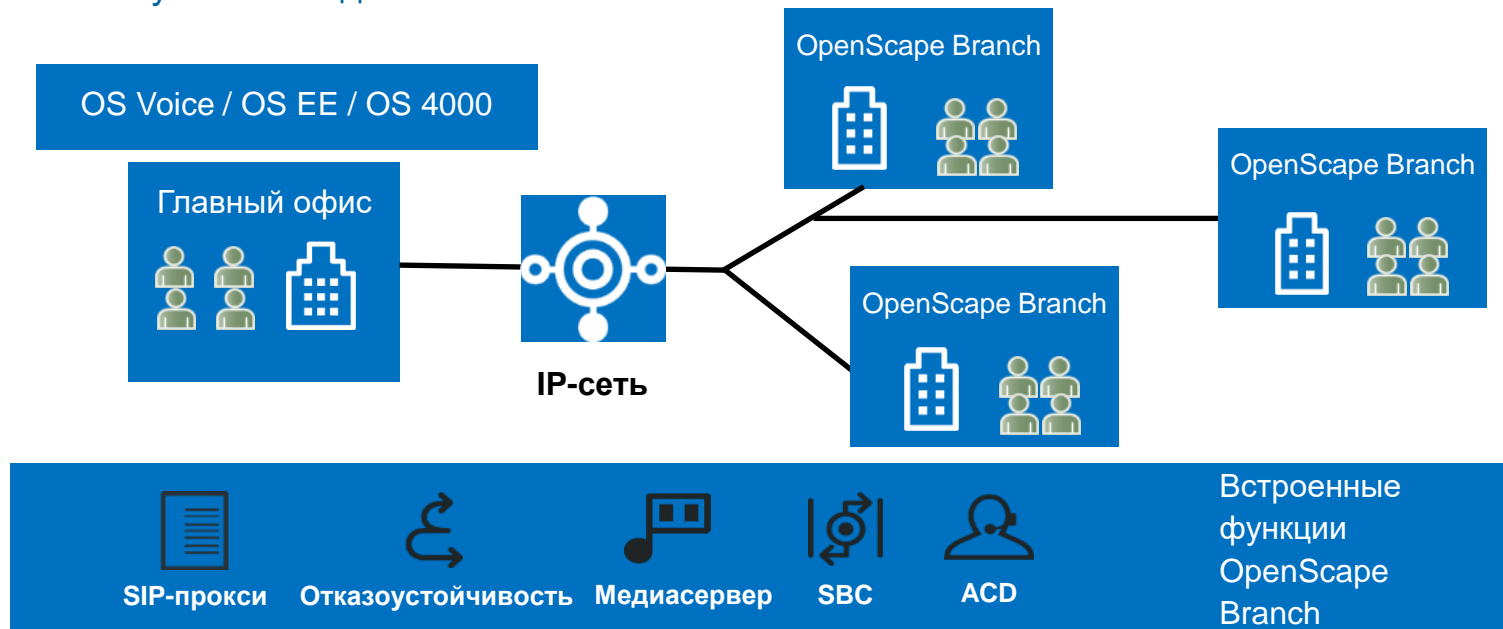 OpenScape Branch
OS Voice / OS EE / OS 4000
OpenScape Branch
Главный офис
OpenScape Branch
IP-сеть
Встроенные
функции
OpenScape
Branch
SIP-прокси
Отказоустойчивость
Медиасервер
SBC
ACD